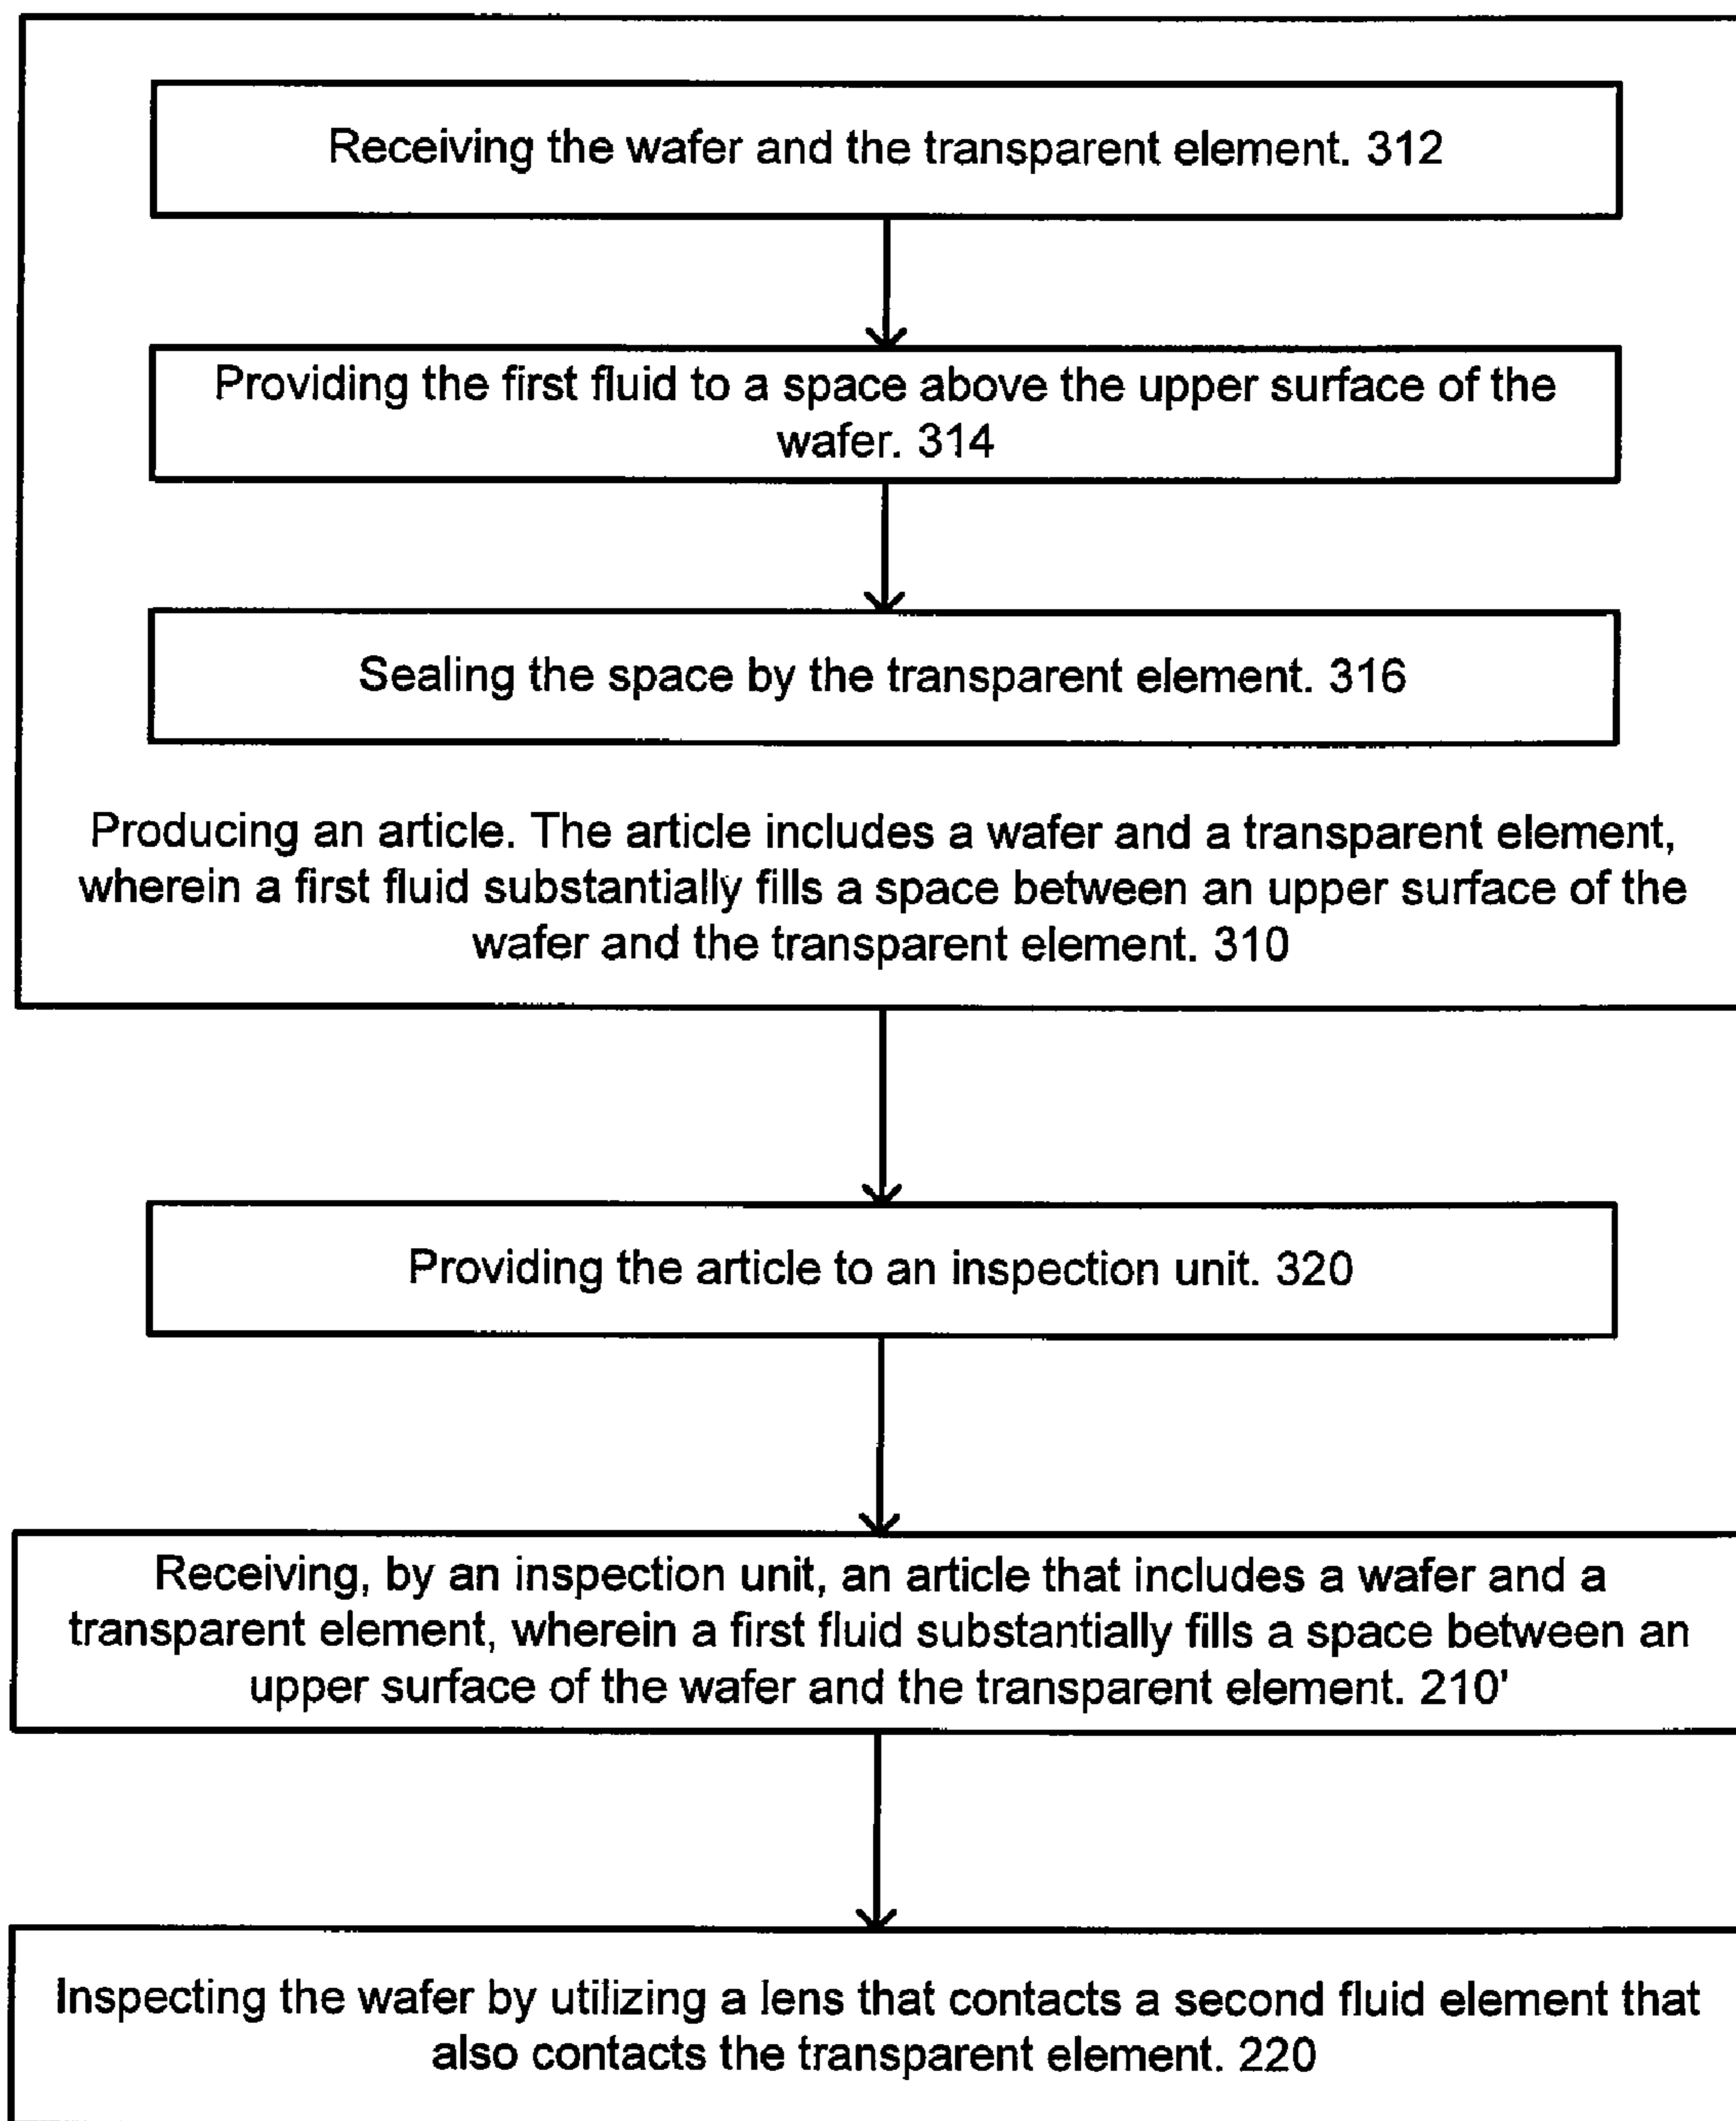 Receiving the wafer and the transparent element. 312
Providing the first fluid to a space above the upper surface of the
wafer. 314
Sealing the space by the transparent element. 316
Producing an article. The article includes a wafer and a transparent element,
wherein a first fluid substantially fills a space between an upper surface of the
wafer and the transparent element. 310
Providing the article to an inspection unit. 320
Receiving, by an inspection unit, an article that includes a wafer and a
transparent element, wherein a first fluid substantially fills a space between an
upper surface of the wafer and the transparent element. 210'
Inspecting the wafer by utilizing a lens that contacts a second fluid element that
also contacts the transparent element. 220